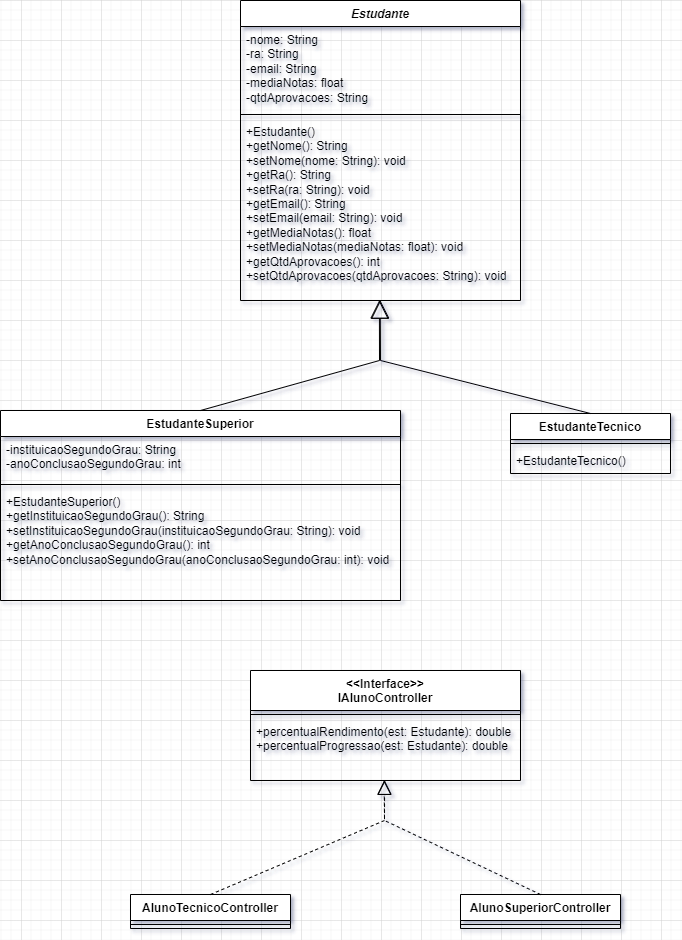 Estudante
-nome: String
-ra: String
-email: String
-mediaNotas: float
-qtdAprovacoes: String
+Estudante()
+getNome(): String
+setNome(nome: String): void
+getRa(): String
+setRa(ra: String): void
+getEmail(): String
+setEmail(email: String): void
+getMediaNotas(): float
+setMediaNotas(mediaNotas: float): void
+getQtdAprovacoes(): int
+setQtdAprovacoes(qtdAprovacoes: String): void
EstudanteSuperior
-instituicaoSegundoGrau: String
-anoConclusaoSegundoGrau: int
+EstudanteSuperior()
+getInstituicaoSegundoGrau(): String
+setInstituicaoSegundoGrau(instituicaoSegundoGrau: String): void
+getAnoConclusaoSegundoGrau(): int
+setAnoConclusaoSegundoGrau(anoConclusaoSegundoGrau: int): void
EstudanteTecnico
+EstudanteTecnico()
<<Interface>>
IAlunoController
+percentualRendimento(est: Estudante): double
+percentualProgressao(est: Estudante): double
AlunoTecnicoController
AlunoSuperiorController